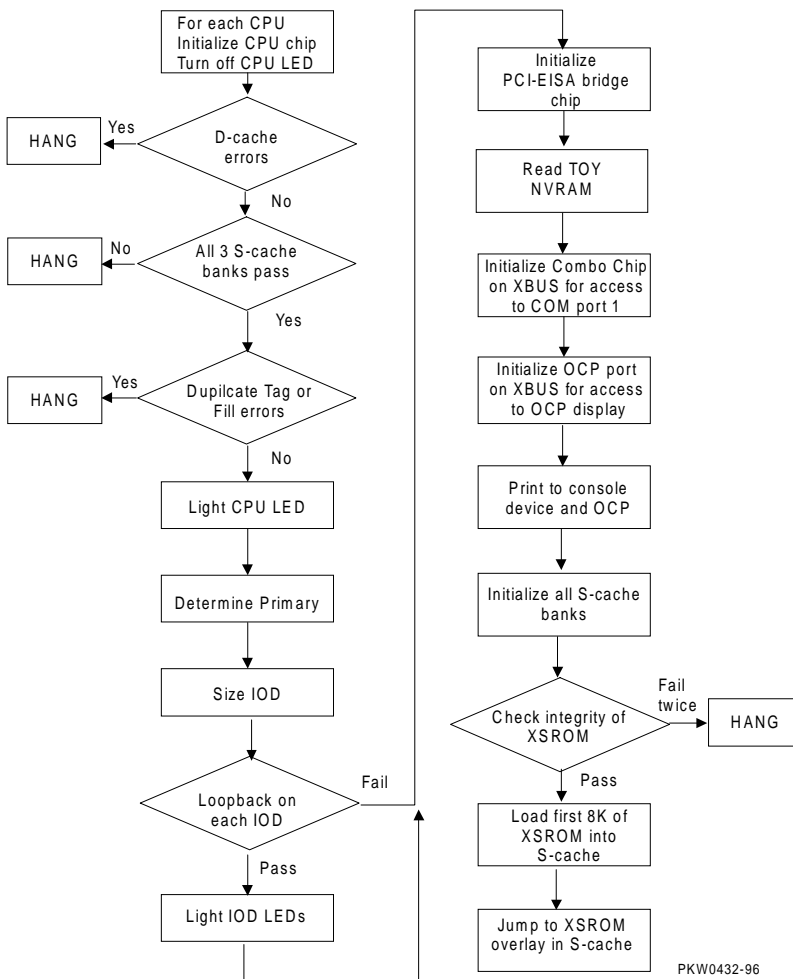 For each CPU
Initialize CPU chip
Turn off CPU LED
D-cache
errors
Yes
HANG
No
All 3 S-cache
banks pass
No
HANG
Yes
Dupilcate Tag or
Fill errors
Yes
HANG
No
Light CPU LED
Determine Primary
Size IOD
Loopback on
each IOD
Fail
Pass
Light IOD LEDs
Initialize
PCI-EISA bridge
chip
Read TOY
NVRAM
Initialize Combo Chip
on XBUS for access
to COM port 1
Initialize OCP port
on XBUS for access
to OCP display
Print to console
device and OCP
Initialize all S-cache
banks
Check integrity of
XSROM
Fail
twice
HANG
Pass
Load first 8K of
XSROM into
S-cache
Jump to XSROM
overlay in S-cache
PKW0432-96